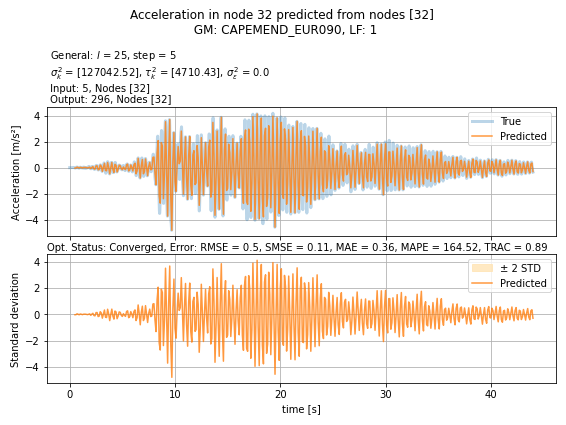 Acceleration in node 32 predicted from nodes [32]
GM: CAPEMEND_EUR090, LF: 1
General: l = 25, step = 5
σ²ₖ = [127042.52], τ²ₖ = [4710.43], σ²ε = 0.0
Input: 5, Nodes [32]
Output: 296, Nodes [32]
Acceleration [m/s²]
4
2
0
−2
−4
True
Predicted
Opt. Status: Converged, Error: RMSE = 0.5, SMSE = 0.11, MAE = 0.36, MAPE = 164.52, TRAC = 0.89
Standard deviation
4
2
0
−2
−4
± 2 STD
Predicted
0
10
20
30
40
time [s]